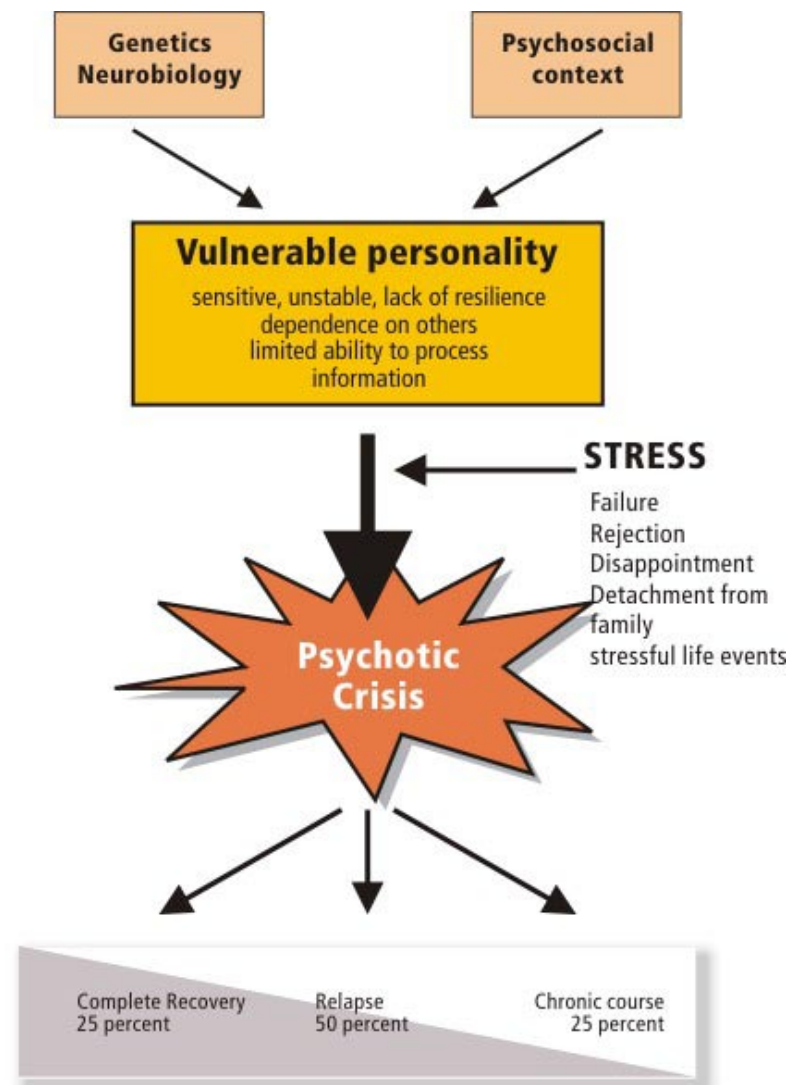 Genetics
Neurobiology
Psychosocial
context
Vulnerable personality
sensitive, unstable, lack of resilience
dependence on others
limited ability to process
information
STRESS
Failure
Rejection
Disappointment
Detachment from
family
stressful life events
Psychotic
Crisis
Complete Recovery
25 percent
Relapse
50 percent
Chronic course
25 percent